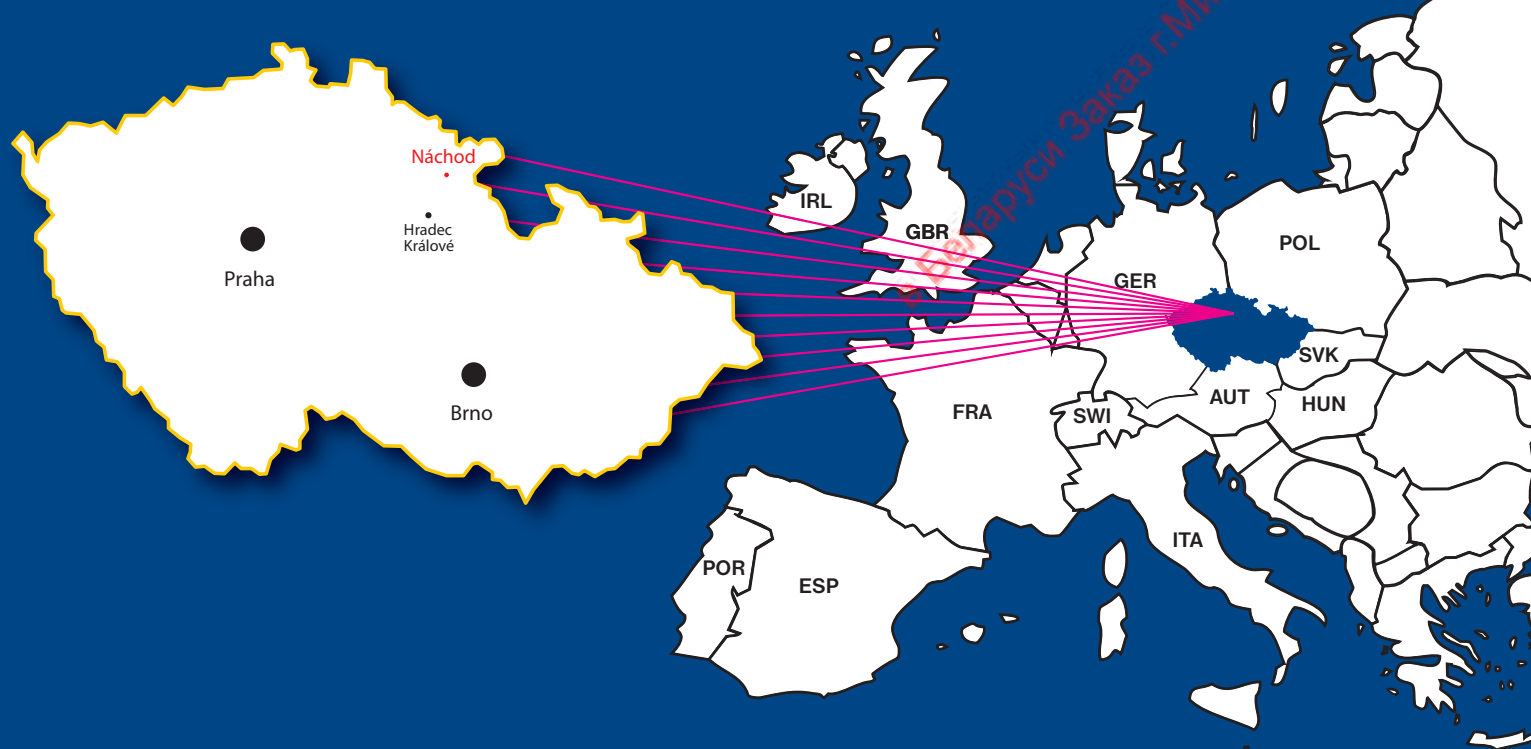 Náchod
Hradec
Králové
Praha
Brno
IRL
GBR
POL
GER
SVK
AUT
HUN
SWI
FRA
ITA
POR
ESP
в Беларуси Заказ г.Ми